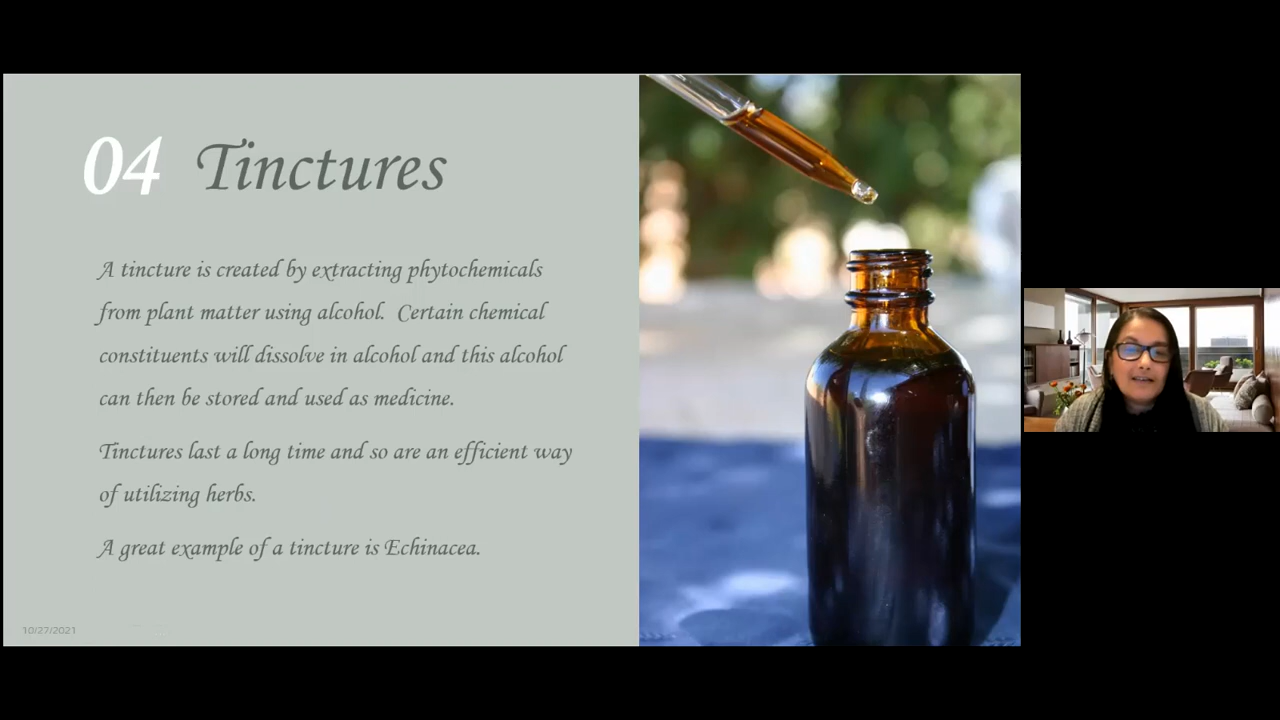 04 Tinctures
A tincture is created by extracting phytochemicals
from plant matter using alcohol. Certain chemical
constituents will dissolve in alcohol and this alcohol
can then be stored and used as medicine.
Tinctures last a long time and so are an efficient way
of utilizing herbs.
A great example of a tincture is Echinacea.
10/27/2021